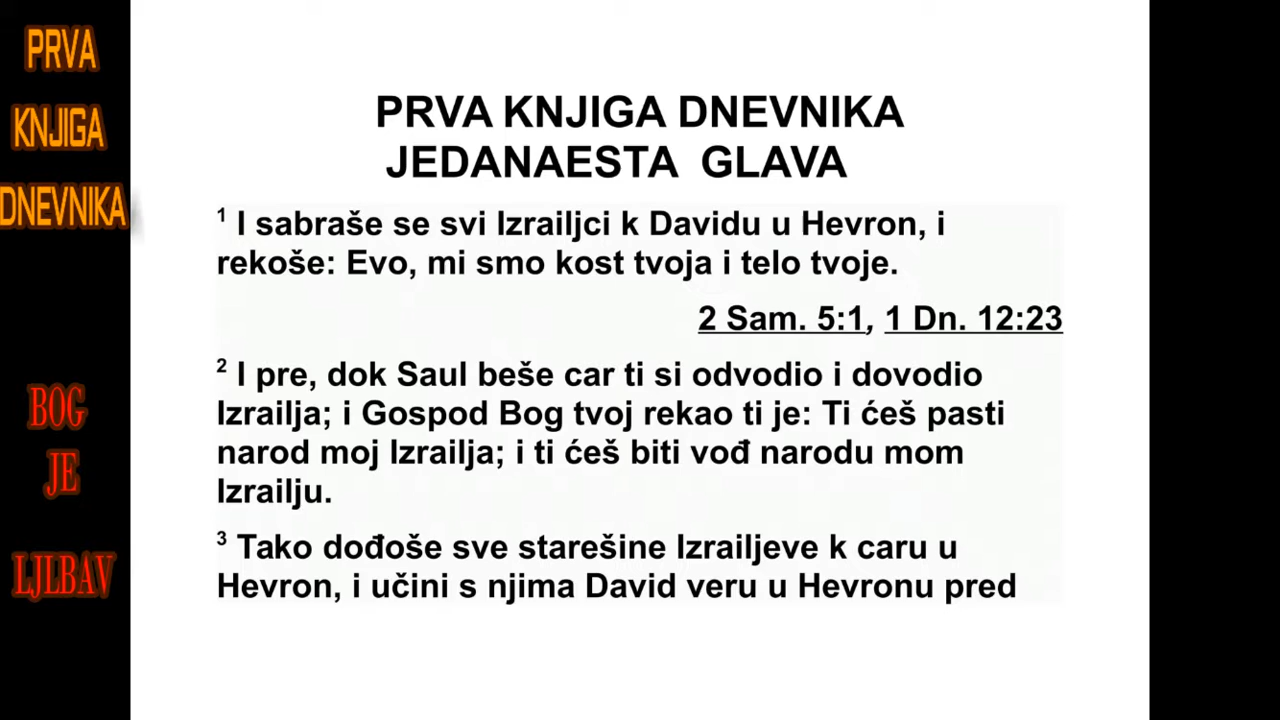 PRVA
KNJIGA
DNEVNIKA
BOG
JE
LJLBAV
PRVA KNJIGA DNEVNIKA
JEDANAESTA GLAVA
1 I sabraše se svi Izrailjci k Davidu u Hevron, i
rekoše: Evo, mi smo kost tvoja i telo tvoje.
2 Sam. 5:1, 1 Dn. 12:23
2 I pre, dok Saul beše car ti si odvodio i dovodio
Izrailja; i Gospod Bog tvoj rekao ti je: Ti ćeš pasti
narod moj Izrailja; i ti ćeš biti vođ narodu mom
Izrailju.
3 Tako dođoše sve starešine Izrailjeve k caru u
Hevron, i učini s njima David veru u Hevronu pred